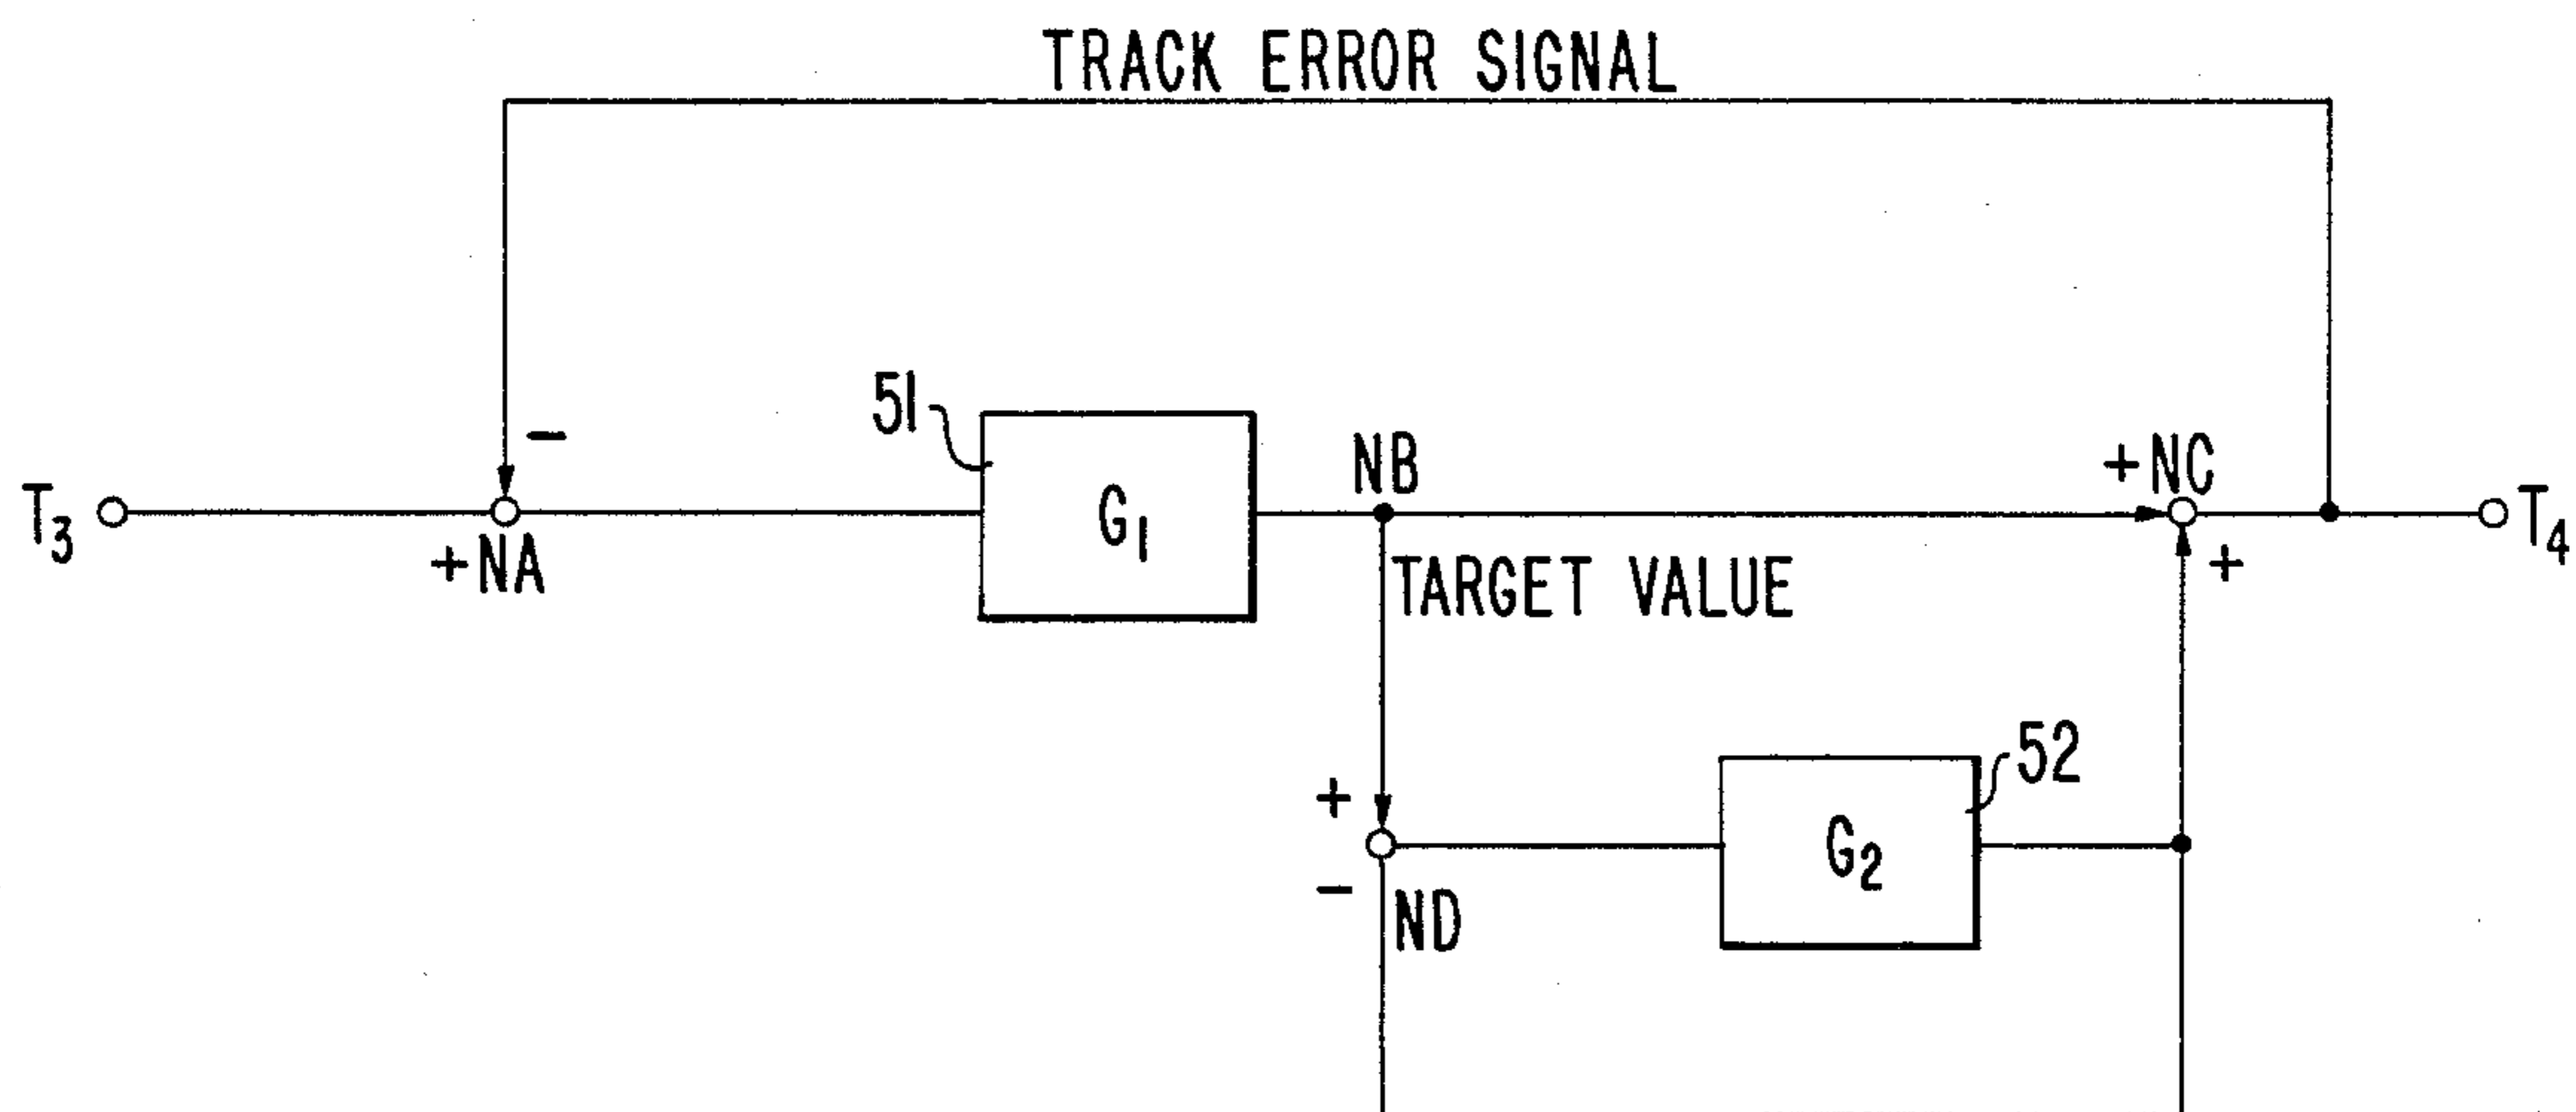 TRACK ERROR SIGNAL
−
51
T3
+NA
G1
NB
+NC
T4
TARGET VALUE
+
+
52
G2
−
ND